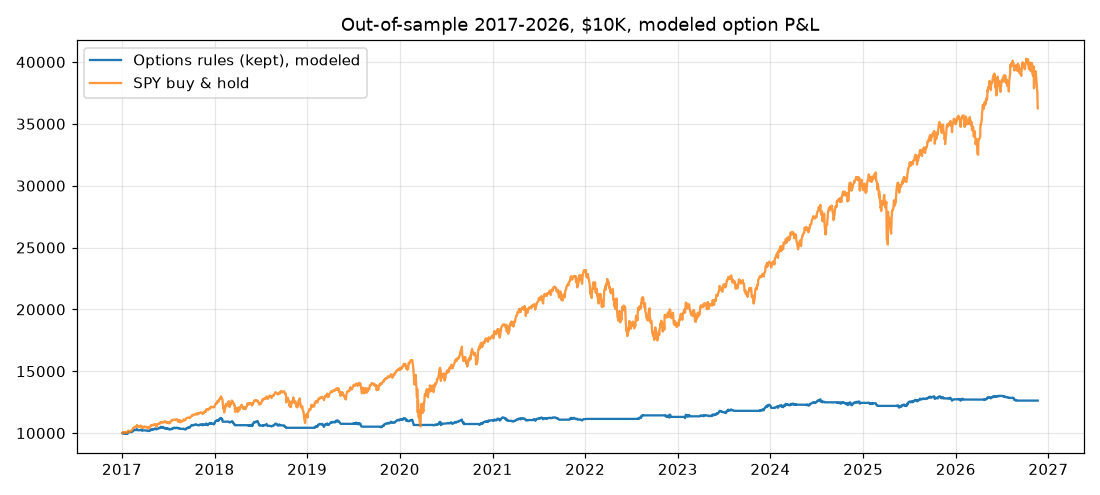 Out-of-sample 2017-2026, $10K, modeled option P&L
Options rules (kept), modeled
SPY buy & hold
40000
35000
30000
25000
20000
15000
10000
2017 2018 2019 2020 2021 2022 2023 2024 2025 2026 2027